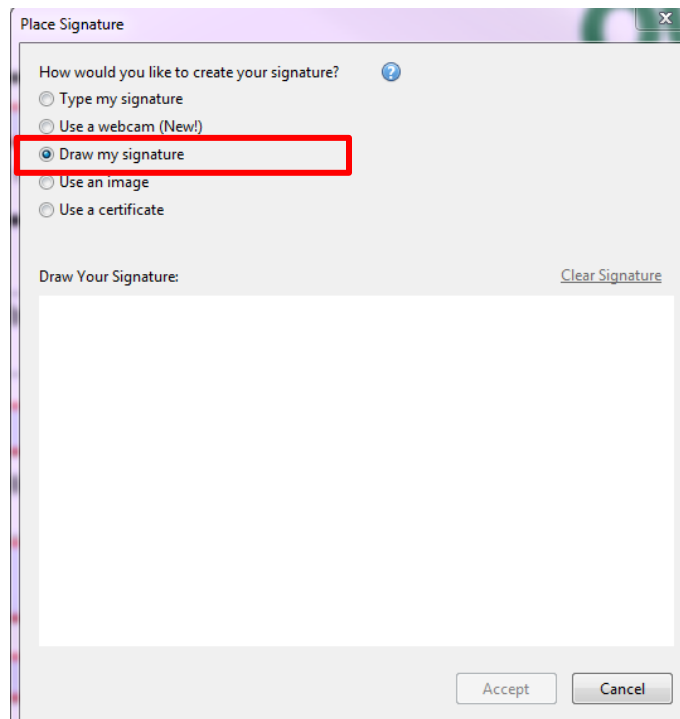 Place Signature
How would you like to create your signature?
Type my signature
Use a webcam (New!)
Draw my signature
Use an image
Use a certificate
Draw Your Signature:
Clear Signature
Accept
Cancel